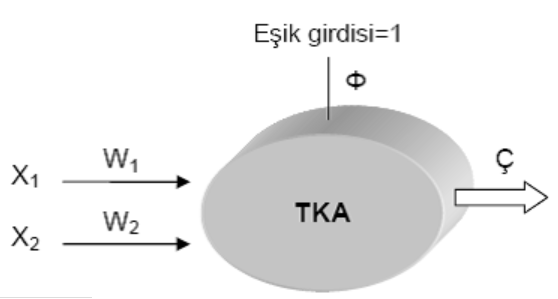 Eşik girdisi=1
Φ
X1
W1
Ç
TKA
X2
W2